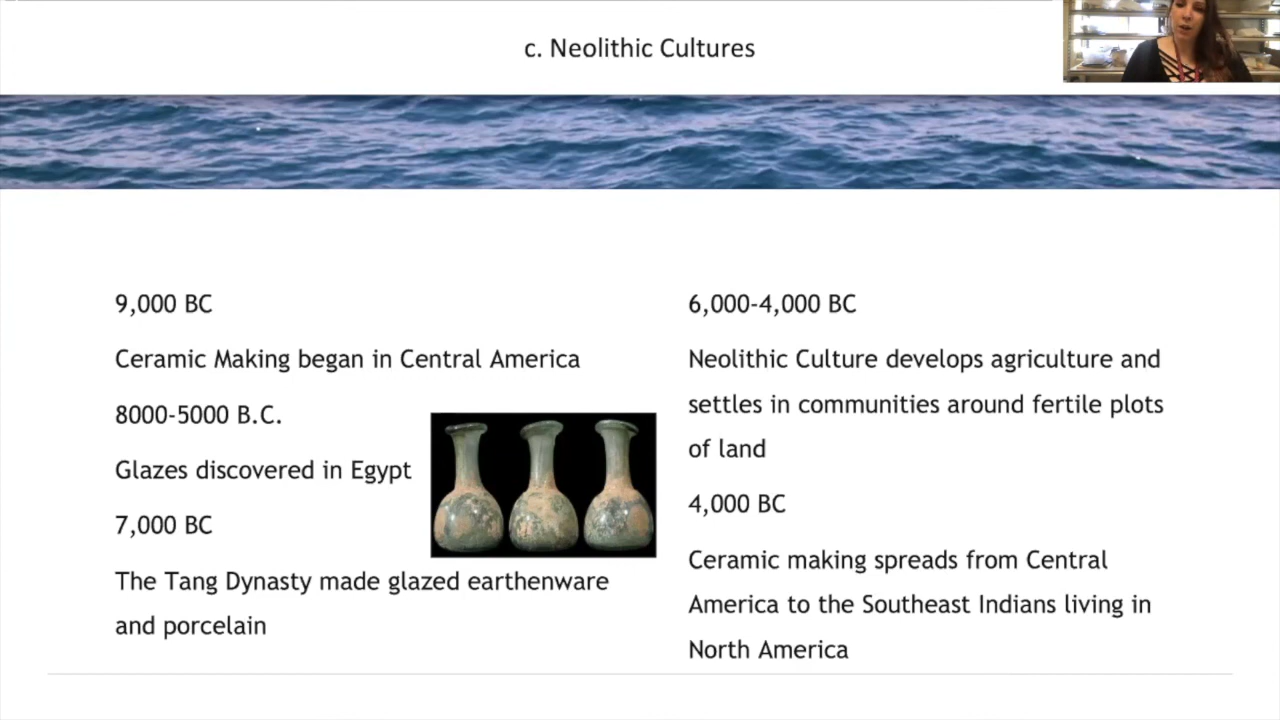 c. Neolithic Cultures
9,000 BC
Ceramic Making began in Central America
8000-5000 B.C.
Glazes discovered in Egypt
7,000 BC
The Tang Dynasty made glazed earthenware
and porcelain
6,000-4,000 BC
Neolithic Culture develops agriculture and
settles in communities around fertile plots
of land
4,000 BC
Ceramic making spreads from Central
America to the Southeast Indians living in
North America